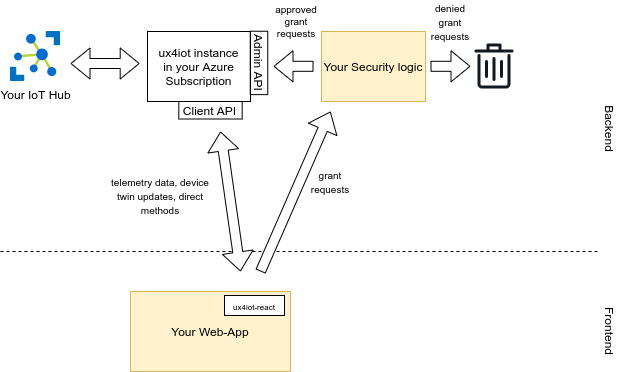 approved
grant
requests
denied
grant
requests
ux4iot instance
in your Azure
Subscription
Admin API
Your Security logic
Your IoT Hub
Client API
Backend
telemetry data, device
twin updates, direct
methods
grant
requests
ux4iot-react
Your Web-App
Frontend